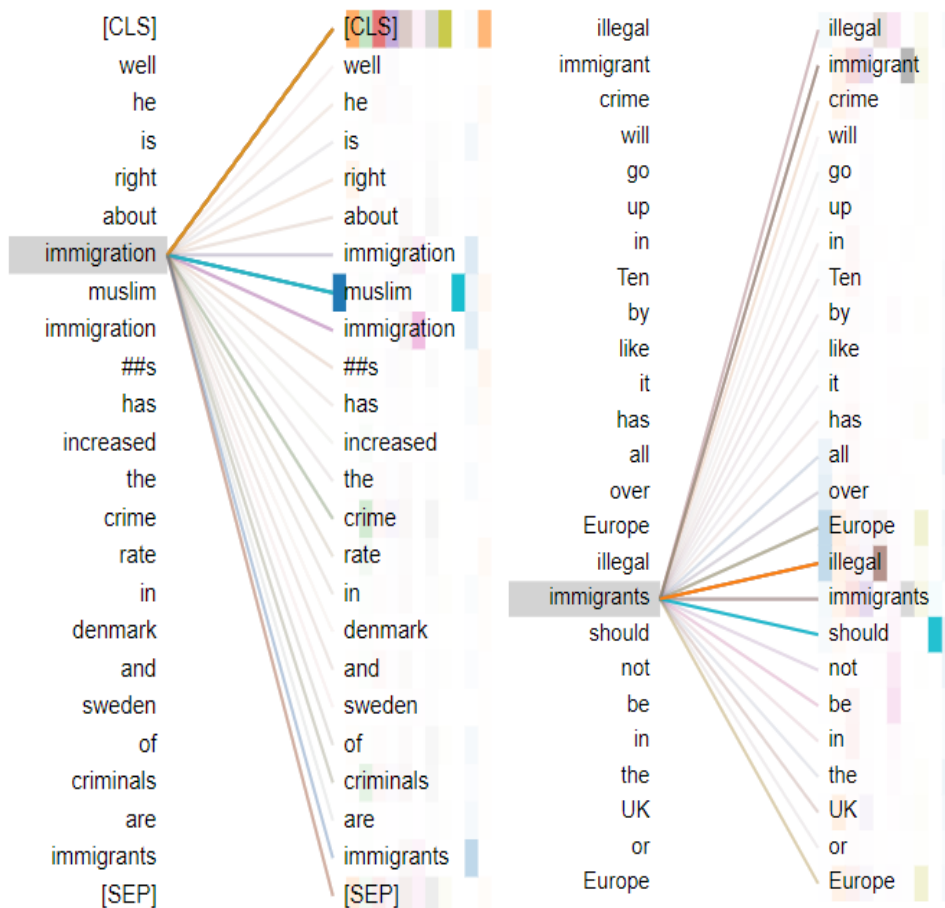 [CLS] [CLS]
well well
he he
is is
right right
about about
immigration immigration
muslim muslim
immigration immigration
##s ##s
has has
increased increased
the the
crime crime
rate rate
in in
denmark denmark
and and
sweden sweden
of of
criminals criminals
are are
immigrants immigrants
[SEP] [SEP]
illegal illegal
immigrant immigrant
crime crime
will will
go go
up up
in in
Ten Ten
by by
like like
it it
has has
all all
over over
Europe Europe
illegal illegal
immigrants immigrants
should should
not not
be be
in in
the the
UK UK
or or
Europe Europe